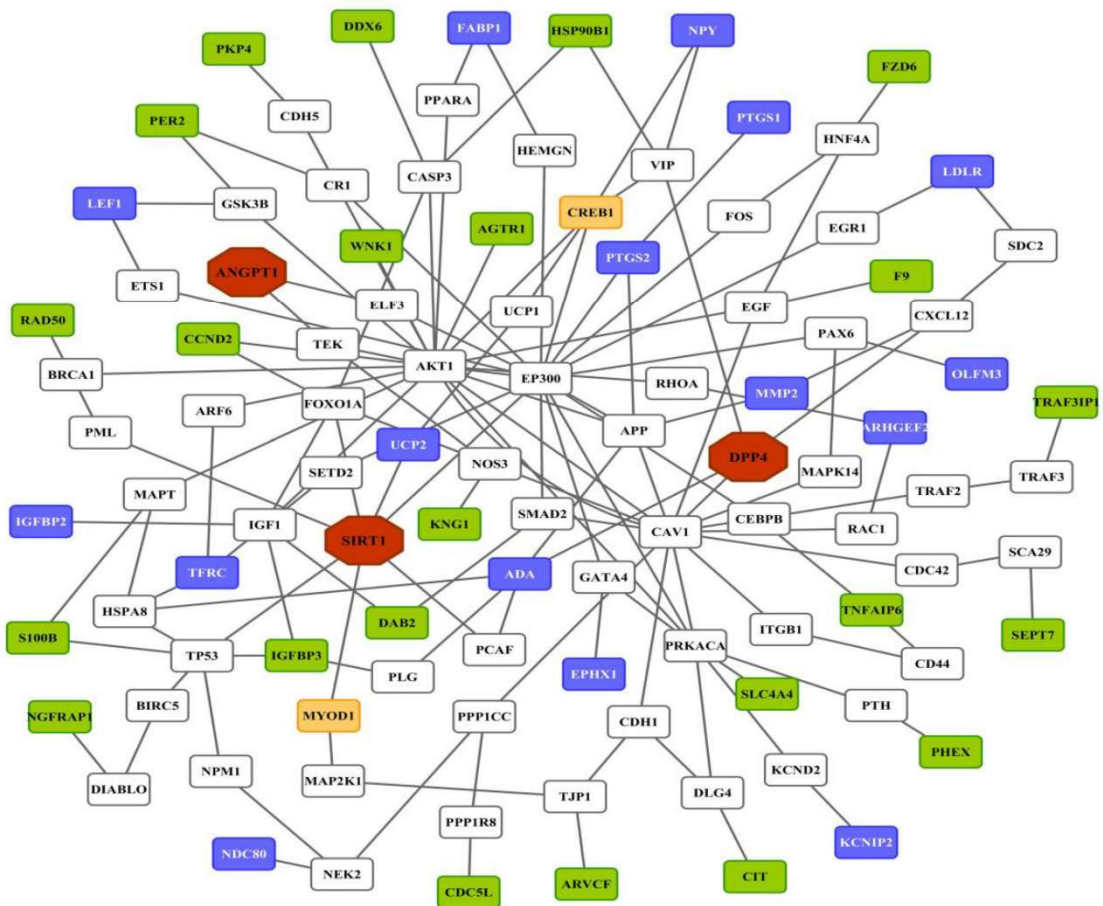 DDX6
FABP1
HSP90B1
NPY
PKP4
FZD6
PPARA
CDH5
PER2
PTGS1
HNF4A
HEMGN
VIP
CASP3
CR1
LDLR
LEF1
GSK3B
CREB1
FOS
AGTR1
EGR1
WNK1
SDC2
PTGS2
ANGPT1
F9
ETS1
ELF3
UCP1
EGF
CXCL12
RAD50
PAX6
CCND2
TEK
AKT1
EP300
BRCA1
RHOA
OLFM3
MMP2
FOXO1A
TRAF3IP1
ARF6
PML
UCP2
APP
ARHGEF2
DPP4
NOS3
SETD2
MAPK14
TRAF3
MAPT
TRAF2
SMAD2
IGFBP2
IGF1
KNG1
CEBPB
CAV1
RAC1
SIRT1
SCA29
TFRC
ADA
GATA4
CDC42
HSPA8
DAB2
TNFAIP6
S100B
ITGB1
SEPT7
PCAF
PRKACA
TP53
IGFBP3
CD44
PLG
EPHX1
SLC4A4
BIRC5
PTH
NGFRAP1
MYOD1
PPP1CC
CDH1
PHEX
NPM1
KCND2
MAP2K1
DIABLO
TJP1
DLG4
PPP1R8
KCNIP2
NDC80
NEK2
CIT
CDC5L
ARVCF